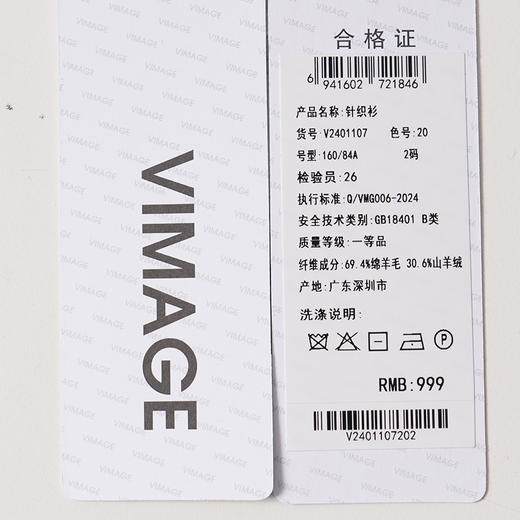 VIMAGE
合格证
6 941602 721846
产品名称:针织衫
货号:V2401107 色号:20
号型:160/84A 2码
检验员:26
执行标准:Q/VMG006-2024
安全技术类别:GB18401 B类
质量等级:一等品
纤维成分:69.4%绵羊毛 30.6%山羊绒
产地:广东深圳市
洗涤说明:
P
RMB:999
V2401107202